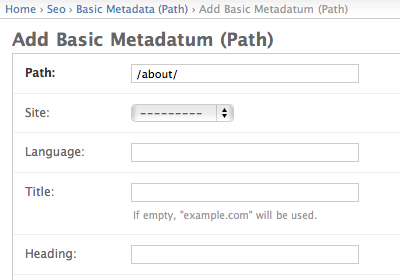 Home › Seo › Basic Metadata (Path) › Add Basic Metadatum (Path)
Add Basic Metadatum (Path)
Path: /about/
Site: ---------
Language:
Title:
If empty, "example.com" will be used.
Heading: